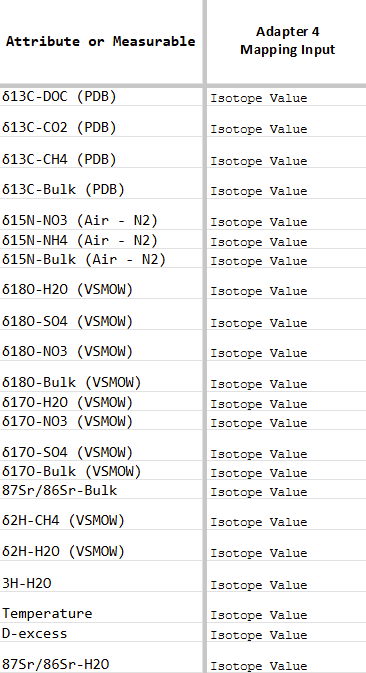 Attribute or Measurable
Adapter 4
Mapping Input
δ13C-DOC (PDB) Isotope Value
δ13C-CO2 (PDB) Isotope Value
δ13C-CH4 (PDB) Isotope Value
δ13C-Bulk (PDB) Isotope Value
δ15N-NO3 (Air - N2) Isotope Value
δ15N-NH4 (Air - N2) Isotope Value
δ15N-Bulk (Air - N2) Isotope Value
δ18O-H2O (VSMOW) Isotope Value
δ18O-SO4 (VSMOW) Isotope Value
δ18O-NO3 (VSMOW) Isotope Value
δ18O-Bulk (VSMOW) Isotope Value
δ17O-H2O (VSMOW) Isotope Value
δ17O-NO3 (VSMOW) Isotope Value
δ17O-SO4 (VSMOW) Isotope Value
δ17O-Bulk (VSMOW) Isotope Value
87Sr/86Sr-Bulk Isotope Value
δ2H-CH4 (VSMOW) Isotope Value
δ2H-H2O (VSMOW) Isotope Value
3H-H2O Isotope Value
Temperature Isotope Value
D-excess Isotope Value
87Sr/86Sr-H2O Isotope Value